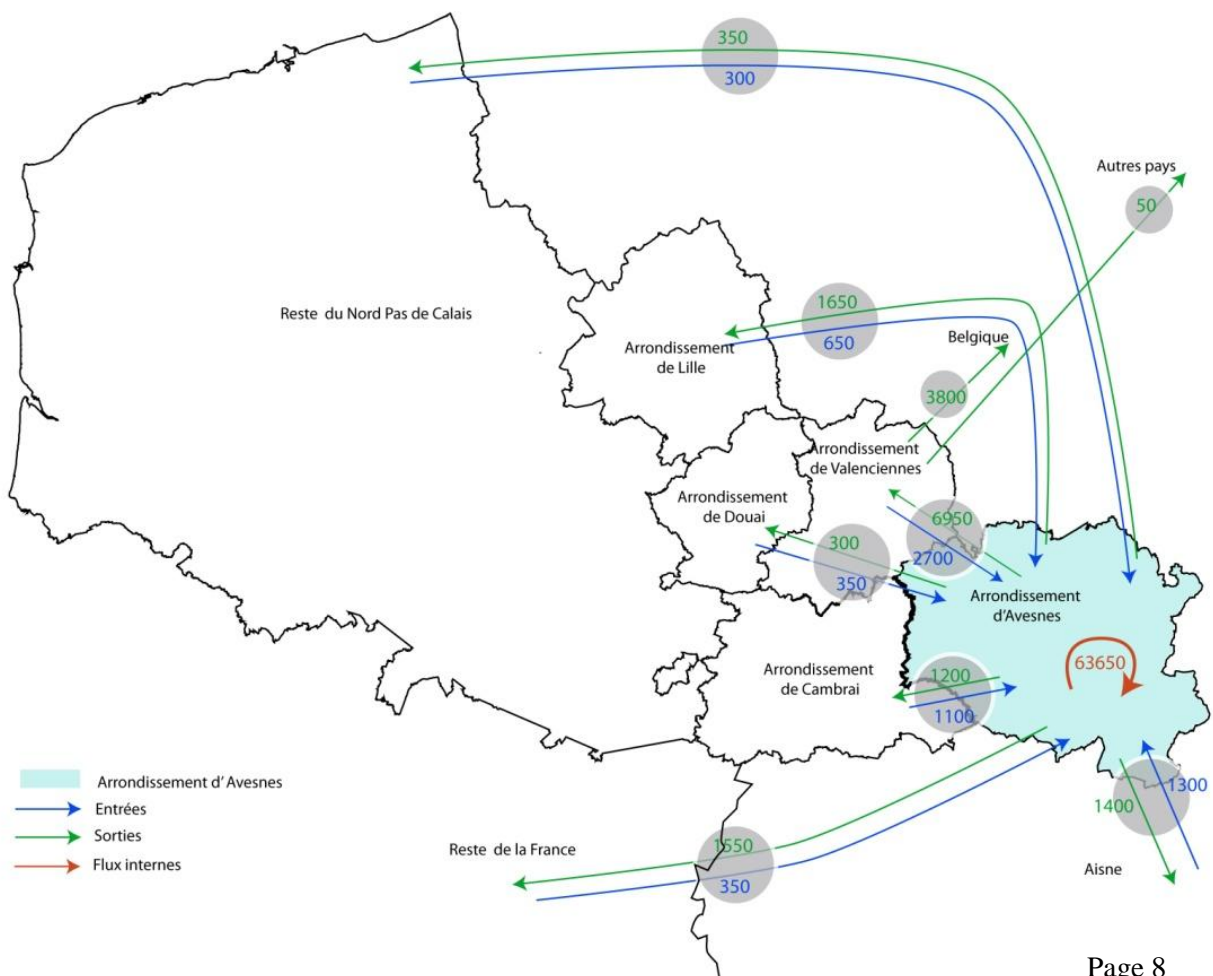 350
300
Autres pays
50
Reste du Nord Pas de Calais
1650
650
Belgique
Arrondissement
de Lille
3800
Arrondissement
de Valenciennes
Arrondissement
de Douai
6950
2700
300
350
Arrondissement
d'Avesnes
63650
Arrondissement
de Cambrai
1200
1100
Arrondissement d' Avesnes
Entrées
Sorties
Flux internes
1300
1400
Reste de la France
1550
350
Aisne
Page 8